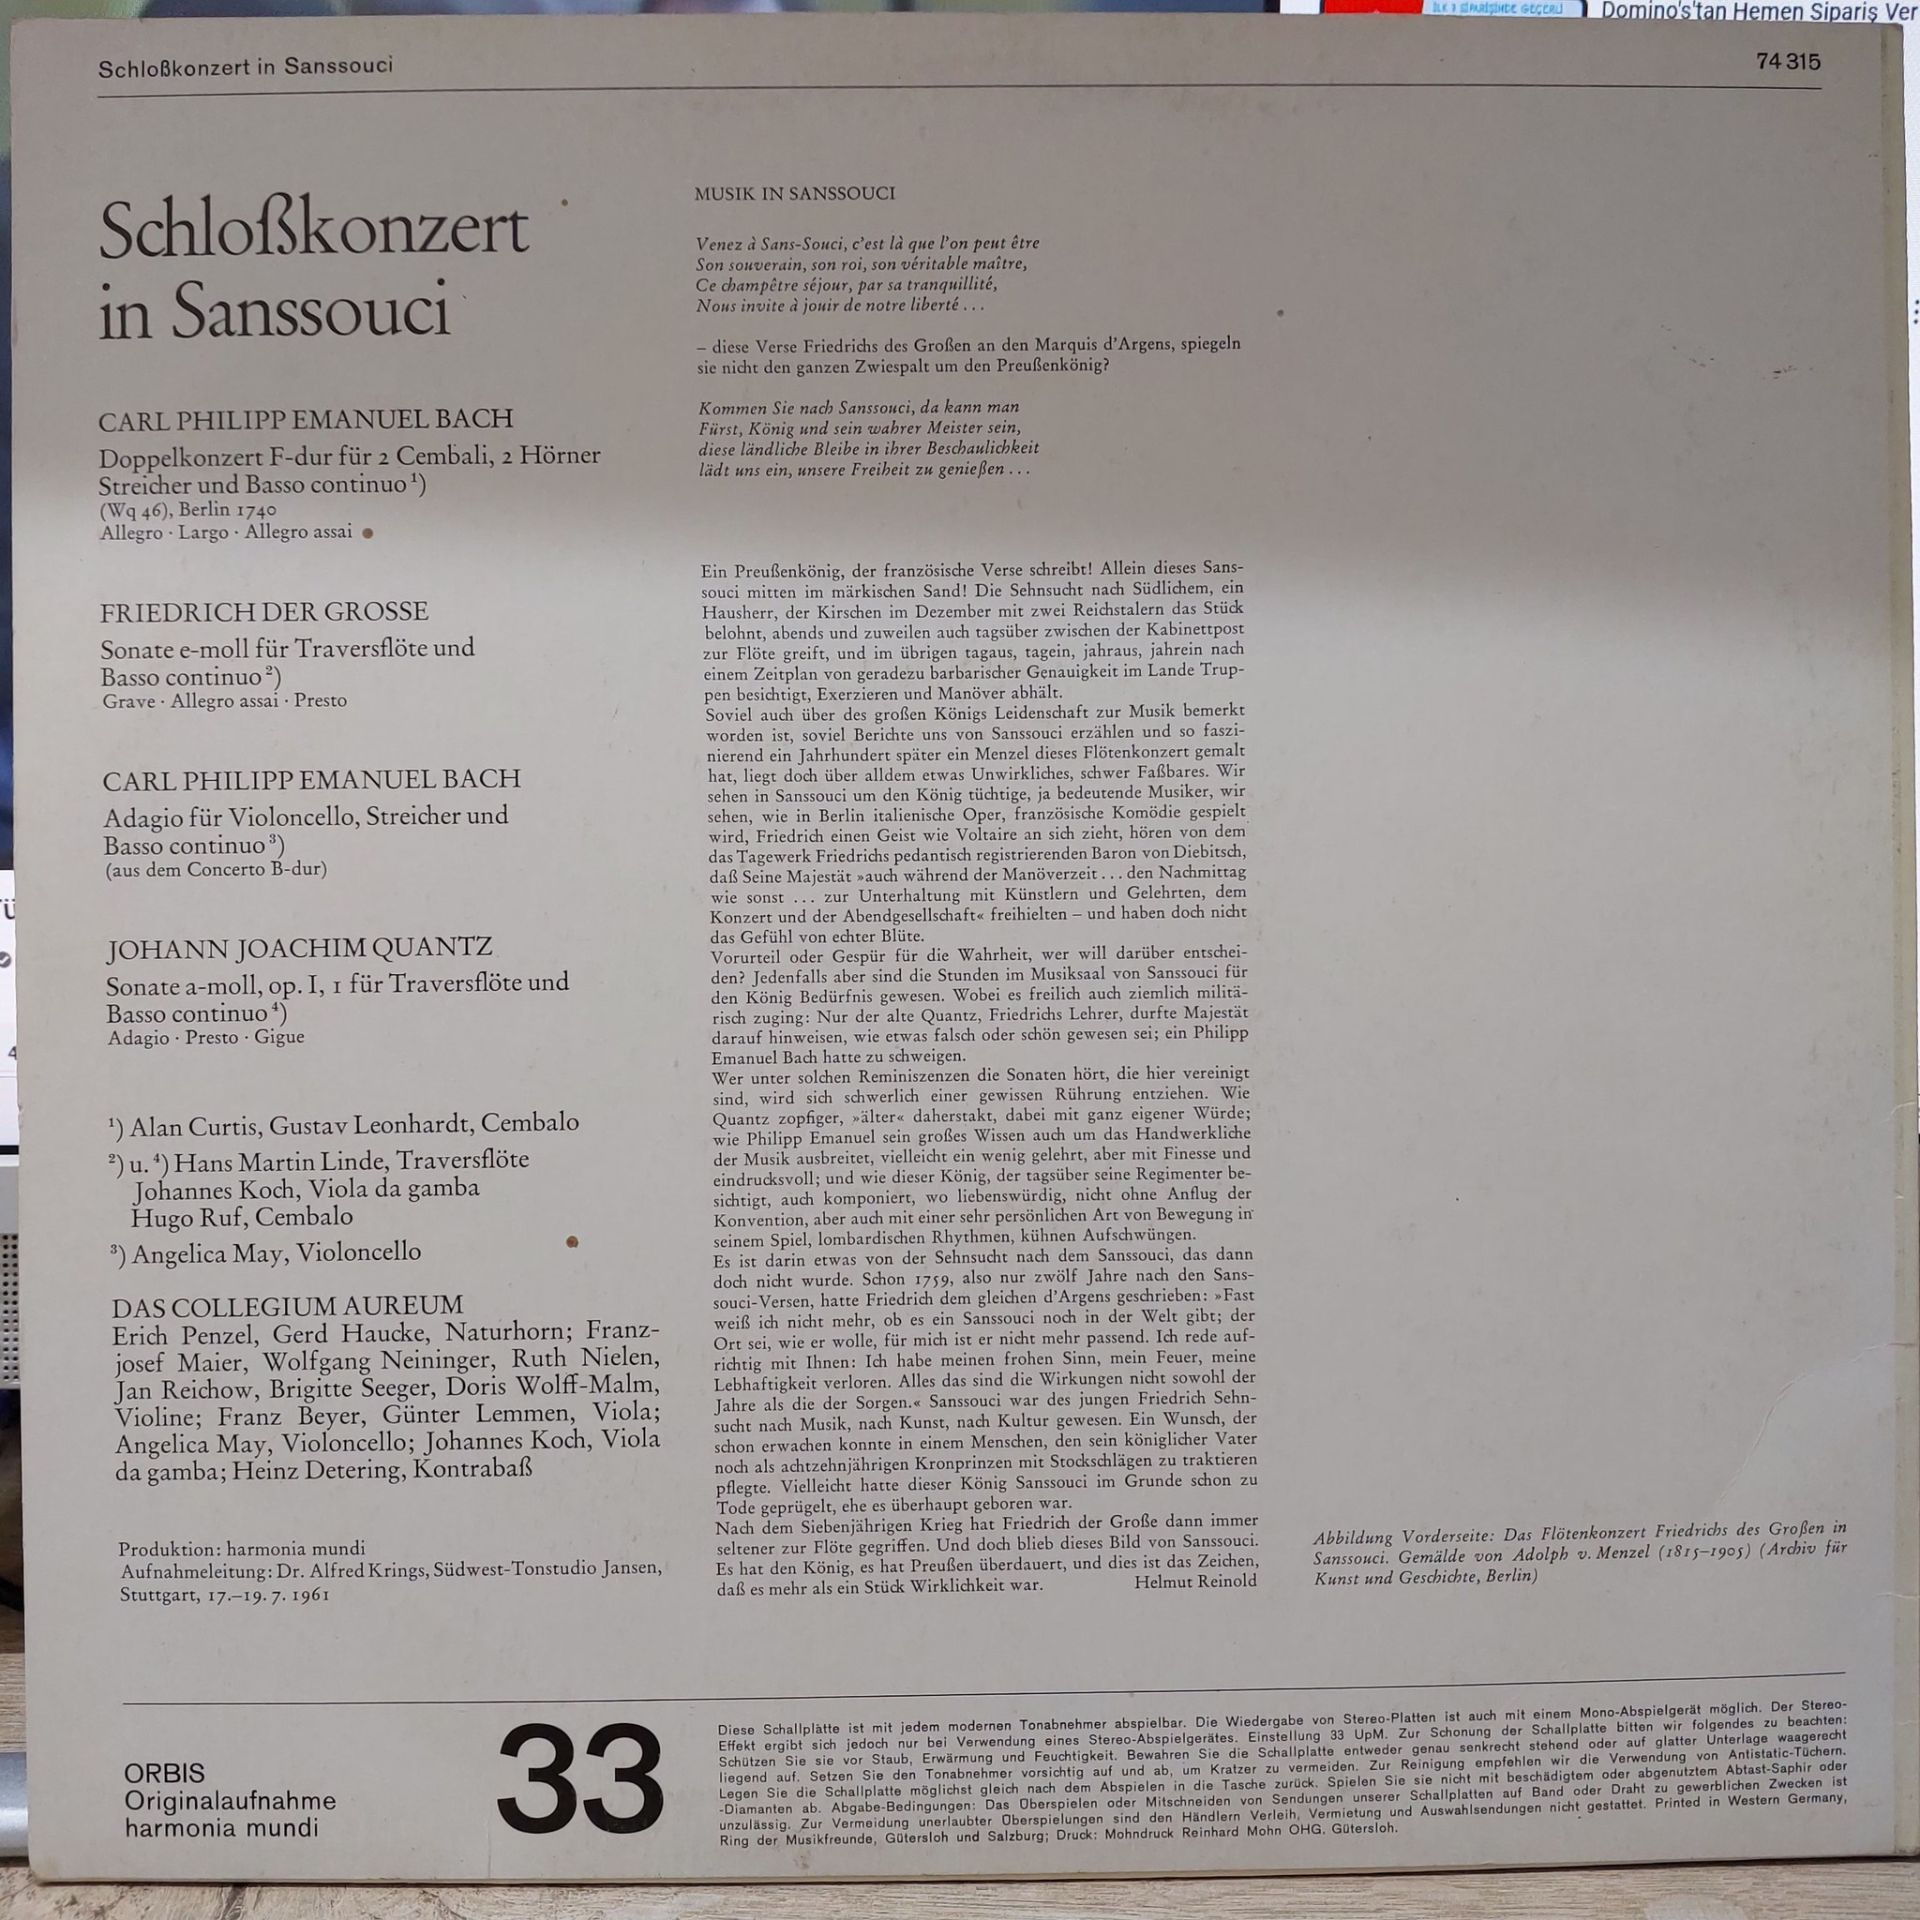 İLK 3 SİPARİŞİNDE GEÇERLİ
Domino's'tan Hemen Sipariş Ver
Schloßkonzert in Sanssouci
74 315
Schloßkonzert
in Sanssouci
CARL PHILIPP EMANUEL BACH
Doppelkonzert F-dur für 2 Cembali, 2 Hörner
Streicher und Basso continuo¹)
(Wq 46), Berlin 1740
Allegro · Largo · Allegro assai
FRIEDRICH DER GROSSE
Sonate e-moll für Traversflöte und
Basso continuo²)
Grave · Allegro assai · Presto
CARL PHILIPP EMANUEL BACH
Adagio für Violoncello, Streicher und
Basso continuo³)
(aus dem Concerto B-dur)
JOHANN JOACHIM QUANTZ
Sonate a-moll, op. I, 1 für Traversflöte und
Basso continuo⁴)
Adagio · Presto · Gigue
¹) Alan Curtis, Gustav Leonhardt, Cembalo
²) u. ⁴) Hans Martin Linde, Traversflöte
Johannes Koch, Viola da gamba
Hugo Ruf, Cembalo
³) Angelica May, Violoncello
DAS COLLEGIUM AUREUM
Erich Penzel, Gerd Haucke, Naturhorn; Franz-
josef Maier, Wolfgang Neininger, Ruth Nielen,
Jan Reichow, Brigitte Seeger, Doris Wolff-Malm,
Violine; Franz Beyer, Günter Lemmen, Viola;
Angelica May, Violoncello; Johannes Koch, Viola
da gamba; Heinz Detering, Kontrabaß
Produktion: harmonia mundi
Aufnahmeleitung: Dr. Alfred Krings, Südwest-Tonstudio Jansen,
Stuttgart, 17.–19. 7. 1961
MUSIK IN SANSSOUCI
Venez à Sans-Souci, c'est là que l'on peut être
Son souverain, son roi, son véritable maître,
Ce champêtre séjour, par sa tranquillité,
Nous invite à jouir de notre liberté . . .
– diese Verse Friedrichs des Großen an den Marquis d'Argens, spiegeln
sie nicht den ganzen Zwiespalt um den Preußenkönig?
Kommen Sie nach Sanssouci, da kann man
Fürst, König und sein wahrer Meister sein,
diese ländliche Bleibe in ihrer Beschaulichkeit
lädt uns ein, unsere Freiheit zu genießen . . .
Ein Preußenkönig, der französische Verse schreibt! Allein dieses Sans-
souci mitten im märkischen Sand! Die Sehnsucht nach Südlichem, ein
Hausherr, der Kirschen im Dezember mit zwei Reichstalern das Stück
belohnt, abends und zuweilen auch tagsüber zwischen der Kabinettpost
zur Flöte greift, und im übrigen tagaus, tagein, jahraus, jahrein nach
einem Zeitplan von geradezu barbarischer Genauigkeit im Lande Trup-
pen besichtigt, Exerzieren und Manöver abhält.
Soviel auch über des großen Königs Leidenschaft zur Musik bemerkt
worden ist, soviel Berichte uns von Sanssouci erzählen und so faszi-
nierend ein Jahrhundert später ein Menzel dieses Flötenkonzert gemalt
hat, liegt doch über alldem etwas Unwirkliches, schwer Faßbares. Wir
sehen in Sanssouci um den König tüchtige, ja bedeutende Musiker, wir
sehen, wie in Berlin italienische Oper, französische Komödie gespielt
wird, Friedrich einen Geist wie Voltaire an sich zieht, hören von dem
das Tagewerk Friedrichs pedantisch registrierenden Baron von Diebitsch,
daß Seine Majestät »auch während der Manöverzeit . . . den Nachmittag
wie sonst . . . zur Unterhaltung mit Künstlern und Gelehrten, dem
Konzert und der Abendgesellschaft« freihielten – und haben doch nicht
das Gefühl von echter Blüte.
Vorurteil oder Gespür für die Wahrheit, wer will darüber entschei-
den? Jedenfalls aber sind die Stunden im Musiksaal von Sanssouci für
den König Bedürfnis gewesen. Wobei es freilich auch ziemlich militä-
risch zuging: Nur der alte Quantz, Friedrichs Lehrer, durfte Majestät
darauf hinweisen, wie etwas falsch oder schön gewesen sei; ein Philipp
Emanuel Bach hatte zu schweigen.
Wer unter solchen Reminiszenzen die Sonaten hört, die hier vereinigt
sind, wird sich schwerlich einer gewissen Rührung entziehen. Wie
Quantz zopfiger, »älter« daherstakt, dabei mit ganz eigener Würde;
wie Philipp Emanuel sein großes Wissen auch um das Handwerkliche
der Musik ausbreitet, vielleicht ein wenig gelehrt, aber mit Finesse und
eindrucksvoll; und wie dieser König, der tagsüber seine Regimenter be-
sichtigt, auch komponiert, wo liebenswürdig, nicht ohne Anflug der
Konvention, aber auch mit einer sehr persönlichen Art von Bewegung in
seinem Spiel, lombardischen Rhythmen, kühnen Aufschwüngen.
Es ist darin etwas von der Sehnsucht nach dem Sanssouci, das dann
doch nicht wurde. Schon 1759, also nur zwölf Jahre nach den Sans-
souci-Versen, hatte Friedrich dem gleichen d'Argens geschrieben: »Fast
weiß ich nicht mehr, ob es ein Sanssouci noch in der Welt gibt; der
Ort sei, wie er wolle, für mich ist er nicht mehr passend. Ich rede auf-
richtig mit Ihnen: Ich habe meinen frohen Sinn, mein Feuer, meine
Lebhaftigkeit verloren. Alles das sind die Wirkungen nicht sowohl der
Jahre als die der Sorgen.« Sanssouci war des jungen Friedrich Sehn-
sucht nach Musik, nach Kunst, nach Kultur gewesen. Ein Wunsch, der
schon erwachen konnte in einem Menschen, den sein königlicher Vater
noch als achtzehnjährigen Kronprinzen mit Stockschlägen zu traktieren
pflegte. Vielleicht hatte dieser König Sanssouci im Grunde schon zu
Tode geprügelt, ehe es überhaupt geboren war.
Nach dem Siebenjährigen Krieg hat Friedrich der Große dann immer
seltener zur Flöte gegriffen. Und doch blieb dieses Bild von Sanssouci.
Es hat den König, es hat Preußen überdauert, und dies ist das Zeichen,
daß es mehr als ein Stück Wirklichkeit war. Helmut Reinold
Abbildung Vorderseite: Das Flötenkonzert Friedrichs des Großen in
Sanssouci. Gemälde von Adolph v. Menzel (1815–1905) (Archiv für
Kunst und Geschichte, Berlin)
ORBIS
Originalaufnahme
harmonia mundi
33
Diese Schallplatte ist mit jedem modernen Tonabnehmer abspielbar. Die Wiedergabe von Stereo-Platten ist auch mit einem Mono-Abspielgerät möglich. Der Stereo-
Effekt ergibt sich jedoch nur bei Verwendung eines Stereo-Abspielgerätes. Einstellung 33 UpM. Zur Schonung der Schallplatte bitten wir folgendes zu beachten:
Schützen Sie sie vor Staub, Erwärmung und Feuchtigkeit. Bewahren Sie die Schallplatte entweder genau senkrecht stehend oder auf glatter Unterlage waagerecht
liegend auf. Setzen Sie den Tonabnehmer vorsichtig auf und ab, um Kratzer zu vermeiden. Zur Reinigung empfehlen wir die Verwendung von Antistatic-Tüchern.
Legen Sie die Schallplatte möglichst gleich nach dem Abspielen in die Tasche zurück. Spielen Sie sie nicht mit beschädigtem oder abgenutztem Abtast-Saphir oder
-Diamanten ab. Abgabe-Bedingungen: Das Überspielen oder Mitschneiden von Sendungen unserer Schallplatten auf Band oder Draht zu gewerblichen Zwecken ist
unzulässig. Zur Vermeidung unerlaubter Überspielungen sind den Händlern Verleih, Vermietung und Auswahlsendungen nicht gestattet. Printed in Western Germany,
Ring der Musikfreunde, Gütersloh und Salzburg; Druck: Mohndruck Reinhard Mohn OHG. Gütersloh.